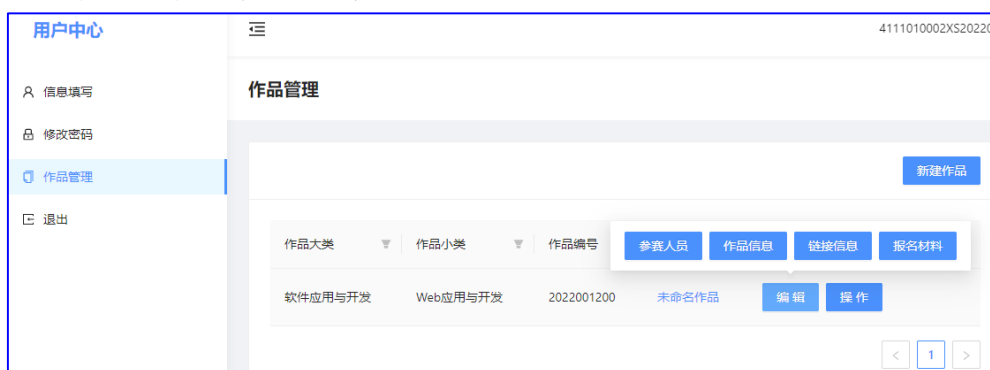 用户中心
4111010002XS20220
信息填写
作品管理
修改密码
作品管理
新建作品
退出
作品大类 作品小类 作品编号 参赛人员 作品信息 链接信息 报名材料
软件应用与开发 Web应用与开发 2022001200 未命名作品 编辑 操作
< 1 >